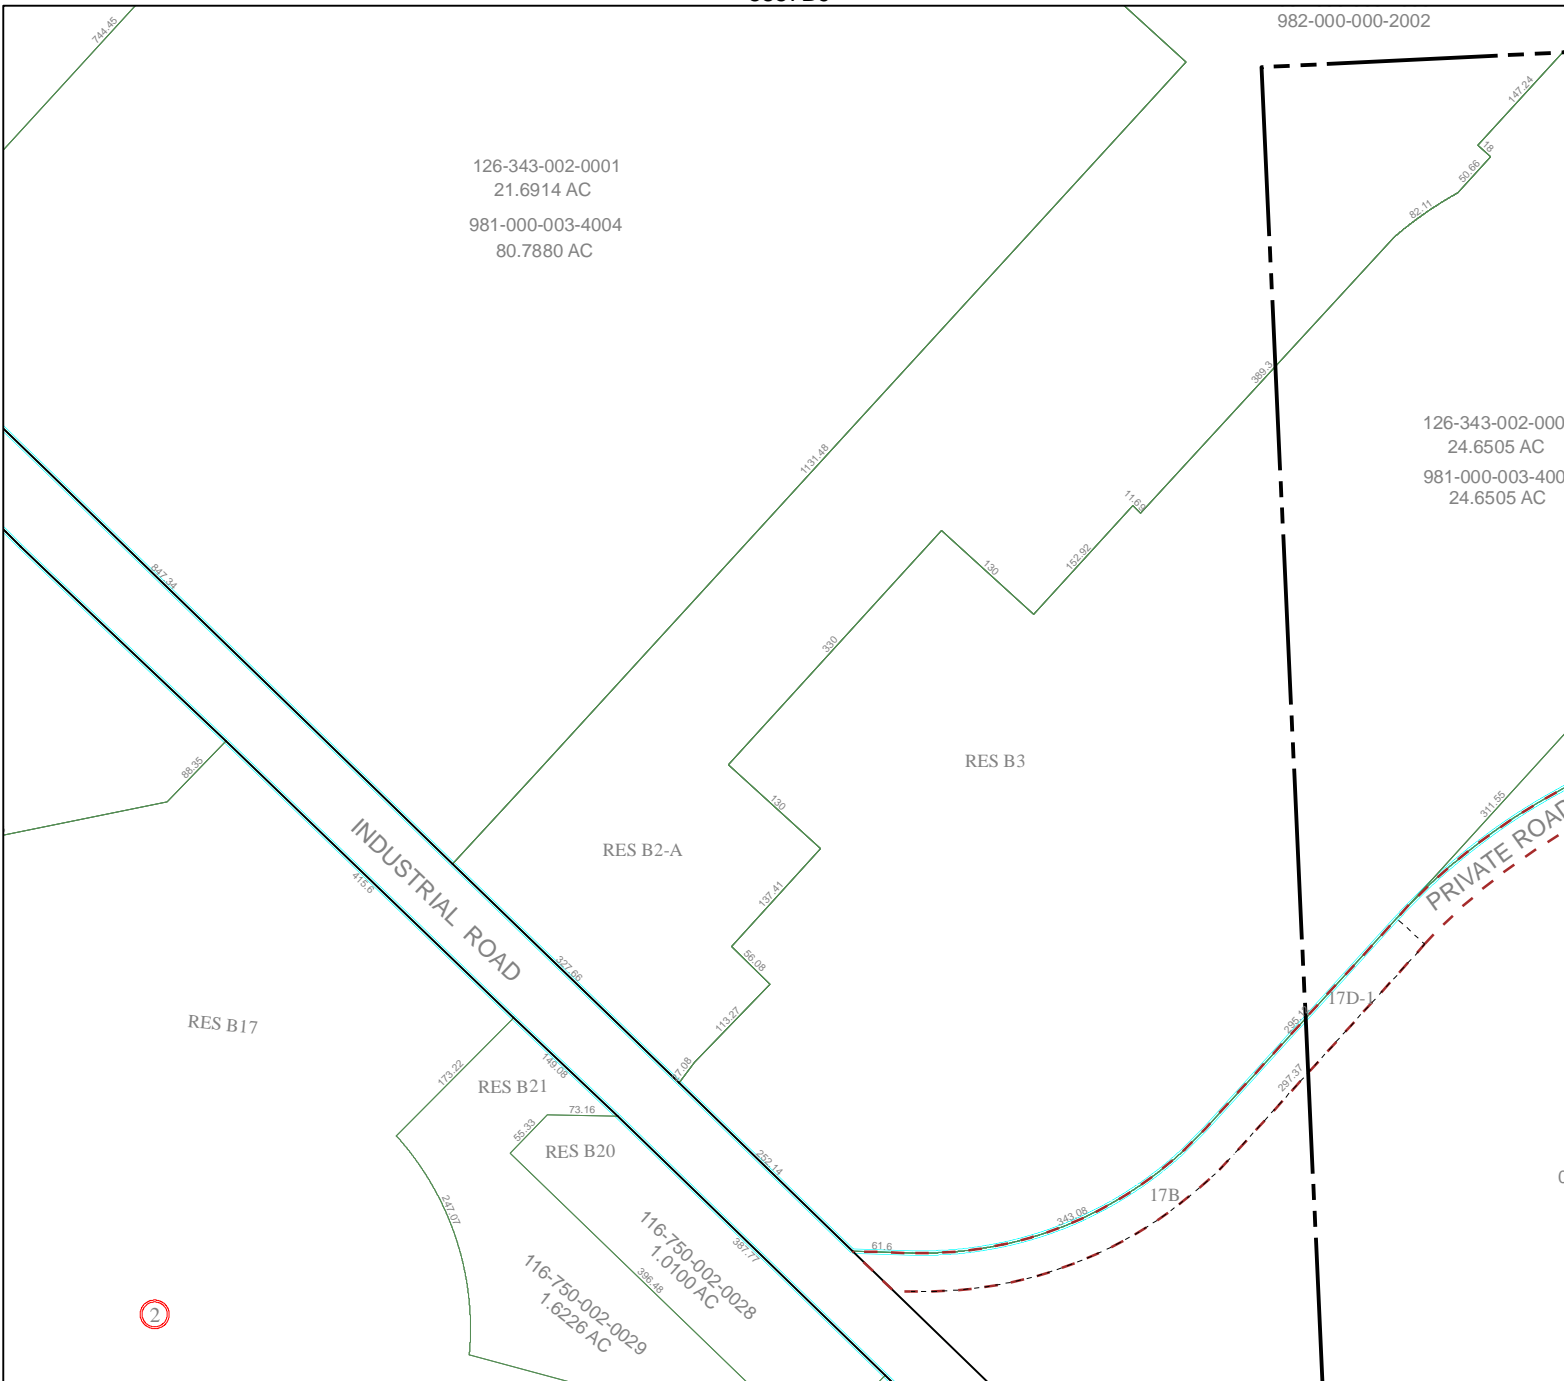 982-000-000-2002
744.45
147.24
18
50.66
82.11
126-343-002-0001
21.6914 AC
981-000-003-4004
80.7880 AC
389.3
126-343-002-000
24.6505 AC
981-000-003-400
24.6505 AC
1131.48
11.69
152.92
130
847.34
330
RES B3
88.35
130
311.55
PRIVATE ROAD
INDUSTRIAL ROAD
415.6
RES B2-A
137.41
56.08
327.66
113.27
17D-1
RES B17
297.37
173.22
149.08
RES B21
73.16
55.33
RES B20
252.14
17B
343.08
61.6
247.07
116-750-002-0028
1.0100 AC
387.77
396.48
116-750-002-0029
1.6226 AC
2